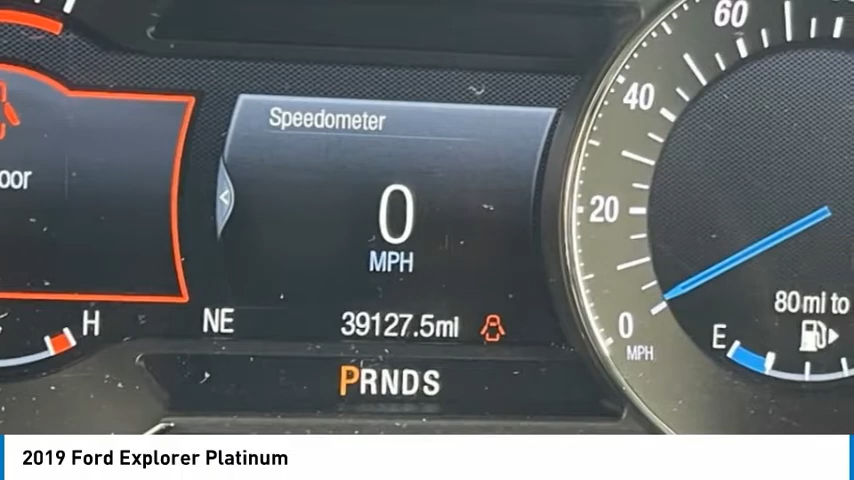 60
Speedometer
40
oor
0
20
MPH
80mi to
H
NE
39127.5mi
0
E
MPH
PRNDS
2019 Ford Explorer Platinum